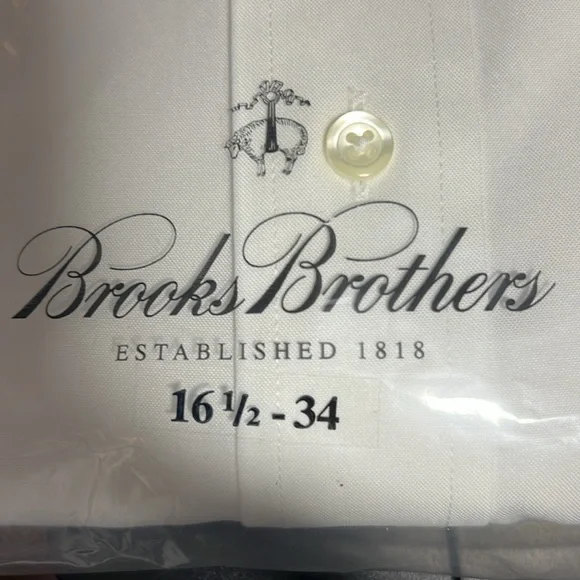 Brooks Brothers
ESTABLISHED 1818
16 1/2 - 34